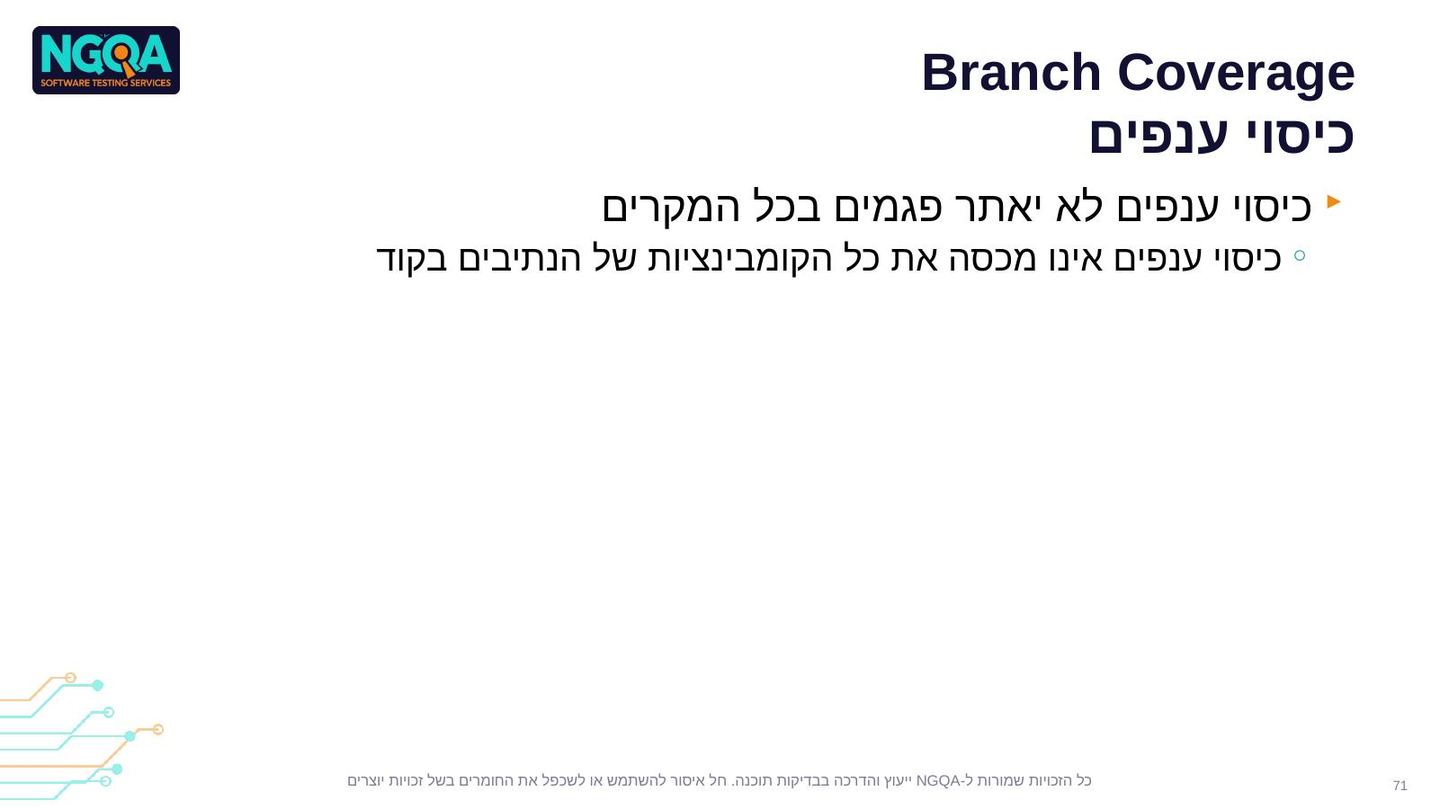 NGQA
SOFTWARE TESTING SERVICES
Branch Coverage
כיסוי ענפים
כיסוי ענפים לא יאתר פגמים בכל המקרים
כיסוי ענפים אינו מכסה את כל הקומבינציות של הנתיבים בקוד
כל הזכויות שמורות ל-NGQA ייעוץ והדרכה בבדיקות תוכנה. חל איסור להשתמש או לשכפל את החומרים בשל זכויות יוצרים
71